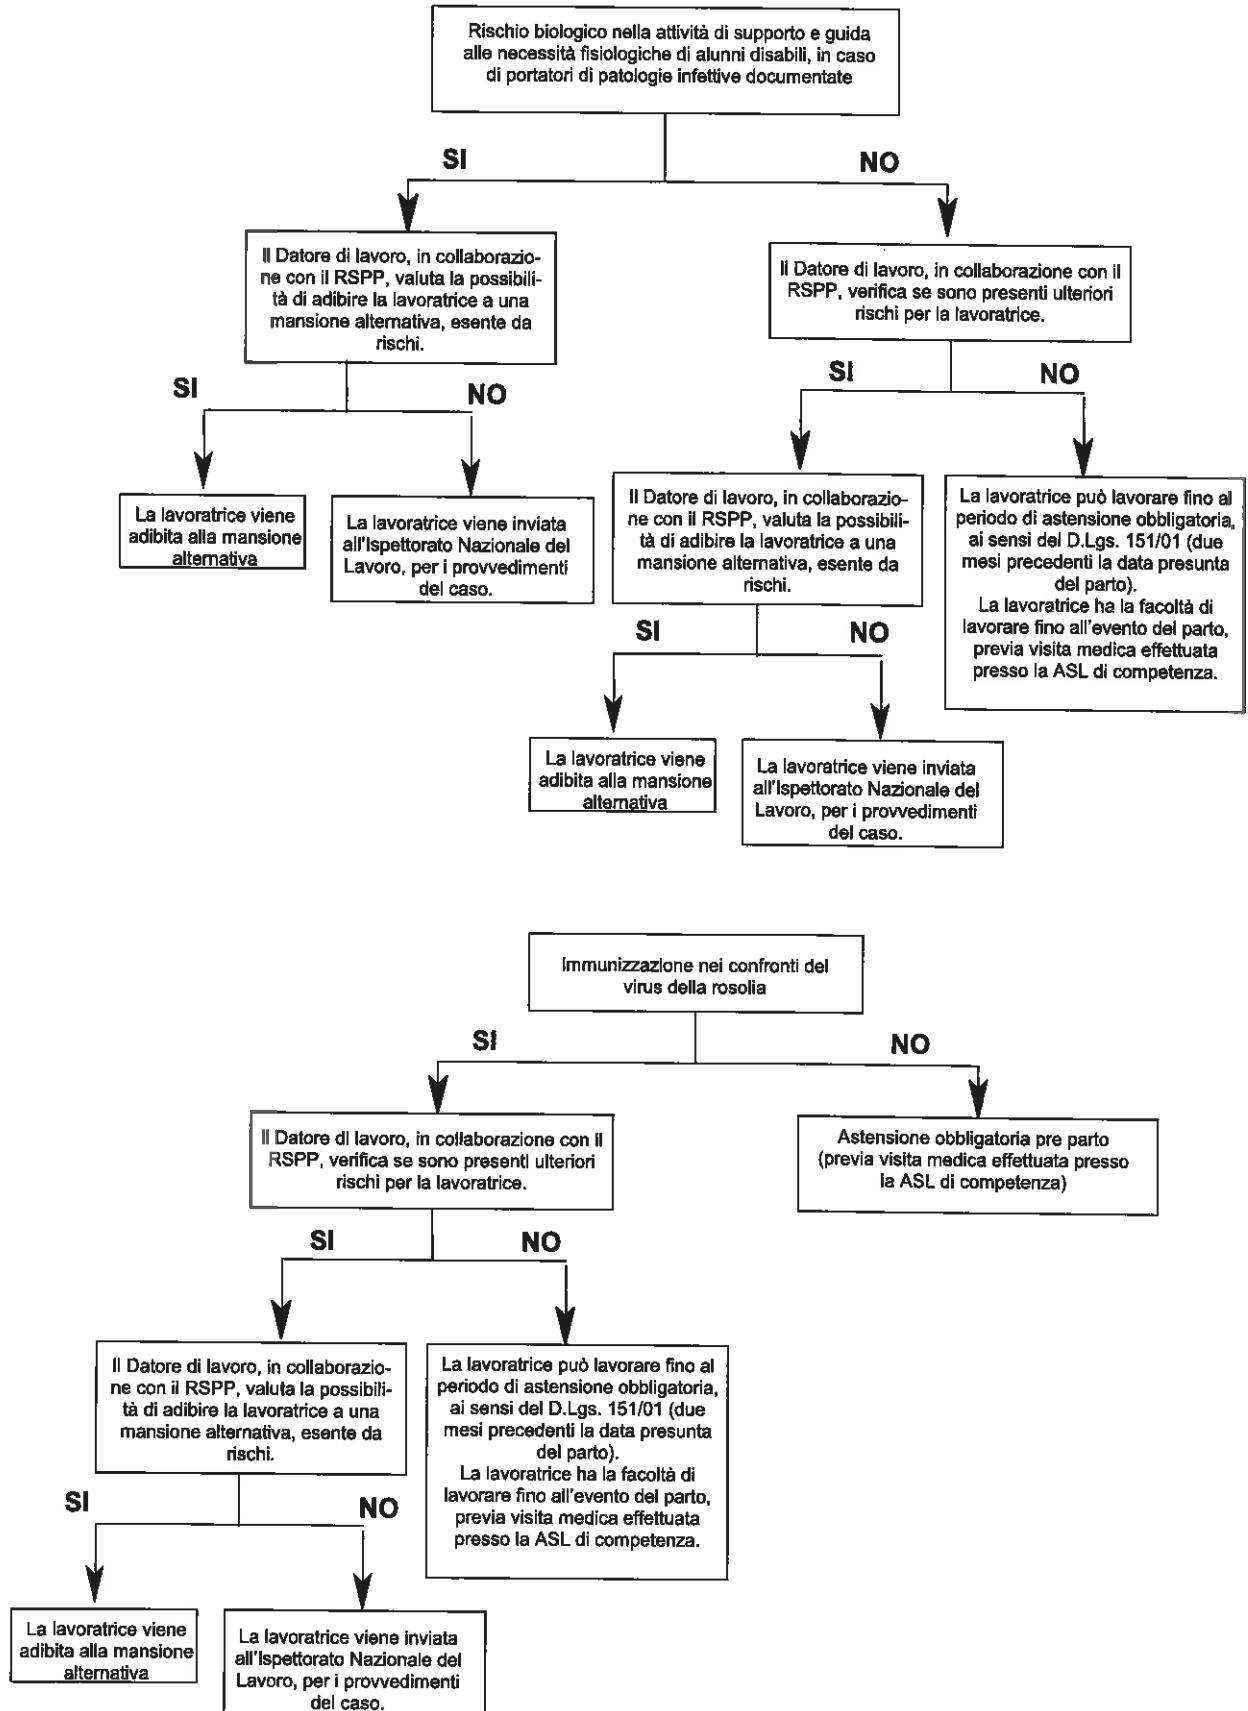 Rischio biologico nella attività di supporto e guida
alle necessità fisiologiche di alunni disabili, in caso
di portatori di patologie infettive documentate
SI
NO
Il Datore di lavoro, in collaborazio-
ne con il RSPP, valuta la possibili-
tà di adibire la lavoratrice a una
mansione alternativa, esente da
rischi.
Il Datore di lavoro, in collaborazione con il
RSPP, verifica se sono presenti ulteriori
rischi per la lavoratrice.
SI
NO
SI
NO
La lavoratrice viene
adibita alla mansione
alternativa
La lavoratrice viene inviata
all'Ispettorato Nazionale del
Lavoro, per i provvedimenti
del caso.
Il Datore di lavoro, in collaborazio-
ne con il RSPP, valuta la possibili-
tà di adibire la lavoratrice a una
mansione alternativa, esente da
rischi.
La lavoratrice può lavorare fino al
periodo di astensione obbligatoria,
ai sensi del D.Lgs. 151/01 (due
mesi precedenti la data presunta
del parto).
La lavoratrice ha la facoltà di
lavorare fino all'evento del parto,
previa visita medica effettuata
presso la ASL di competenza.
SI
NO
La lavoratrice viene
adibita alla mansione
alternativa
La lavoratrice viene inviata
all'Ispettorato Nazionale del
Lavoro, per i provvedimenti
del caso.
Immunizzazione nei confronti del
virus della rosolia
SI
NO
Il Datore di lavoro, in collaborazione con il
RSPP, verifica se sono presenti ulteriori
rischi per la lavoratrice.
Astensione obbligatoria pre parto
(previa visita medica effettuata presso
la ASL di competenza)
SI
NO
Il Datore di lavoro, in collaborazio-
ne con il RSPP, valuta la possibili-
tà di adibire la lavoratrice a una
mansione alternativa, esente da
rischi.
La lavoratrice può lavorare fino al
periodo di astensione obbligatoria,
ai sensi del D.Lgs. 151/01 (due
mesi precedenti la data presunta
del parto).
La lavoratrice ha la facoltà di
lavorare fino all'evento del parto,
previa visita medica effettuata
presso la ASL di competenza.
SI
NO
La lavoratrice viene
adibita alla mansione
alternativa
La lavoratrice viene inviata
all'Ispettorato Nazionale del
Lavoro, per i provvedimenti
del caso.